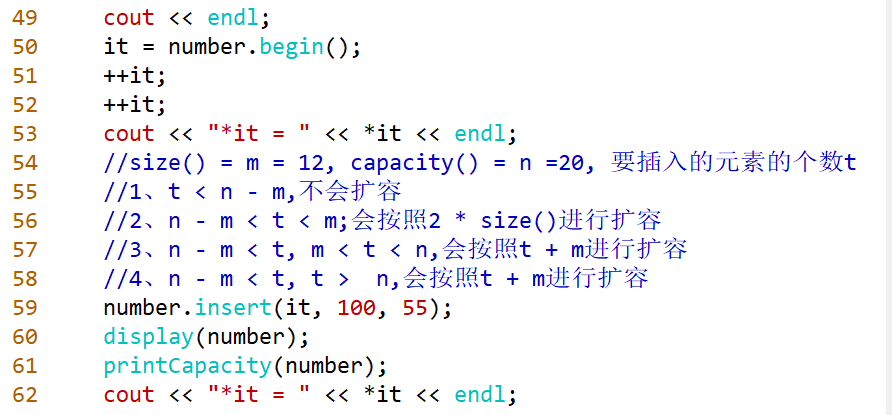 49 cout << endl;
50 it = number.begin();
51 ++it;
52 ++it;
53 cout << "*it = " << *it << endl;
54 //size() = m = 12, capacity() = n =20, 要插入的元素的个数t
55 //1、t < n - m,不会扩容
56 //2、n - m < t < m;会按照2 * size()进行扩容
57 //3、n - m < t, m < t < n,会按照t + m进行扩容
58 //4、n - m < t, t >  n,会按照t + m进行扩容
59 number.insert(it, 100, 55);
60 display(number);
61 printCapacity(number);
62 cout << "*it = " << *it << endl;